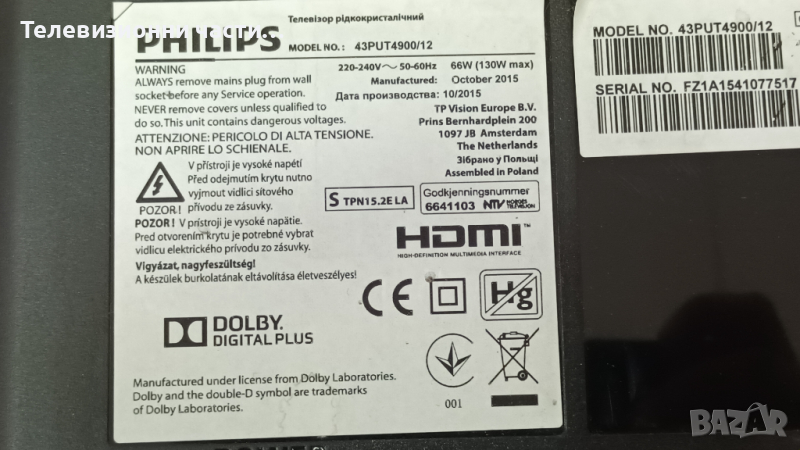 Телевизионни части.
Телевізор рідкокристалічний
PHILIPS MODEL NO.: 43PUT4900/12
WARNING
ALWAYS remove mains plug from wall
socket before any Service operation.
NEVER remove covers unless qualified to
do so. This unit contains dangerous voltages.
ATTENZIONE: PERICOLO DI ALTA TENSIONE.
NON APRIRE LO SCHIENALE.
V přístroji je vysoké napětí
Před odejmutím krytu nutno
vyjmout vidlici síťového
POZOR! přívodu ze zásuvky.
POZOR! V prístroji je vysoké napätie.
Pred otvorením krytu je potrebné vybrat
vidlicu elektrického prívodu zo zásuvky.
Vigyázat, nagyfeszültség!
A készülek burkolatának eltávolítása életveszélyes!
220-240V~ 50-60Hz 66W (130W max)
Manufactured: October 2015
Дата производства: 10/2015
TP Vision Europe B.V.
Prins Bernhardplein 200
1097 JB Amsterdam
The Netherlands
Зібрано у Польщі
Assembled in Poland
S TPN15.2E LA
Godkjenningsnummer
6641103 NTV NORGES TELEVISJON
HDMI™
HIGH-DEFINITION MULTIMEDIA INTERFACE
CE
Hg
DOLBY.
DIGITAL PLUS
Manufactured under license from Dolby Laboratories.
Dolby and the double-D symbol are trademarks
of Dolby Laboratories.
001
MODEL NO. 43PUT4900/12
SERIAL NO. FZ1A1541077517
BAZAR